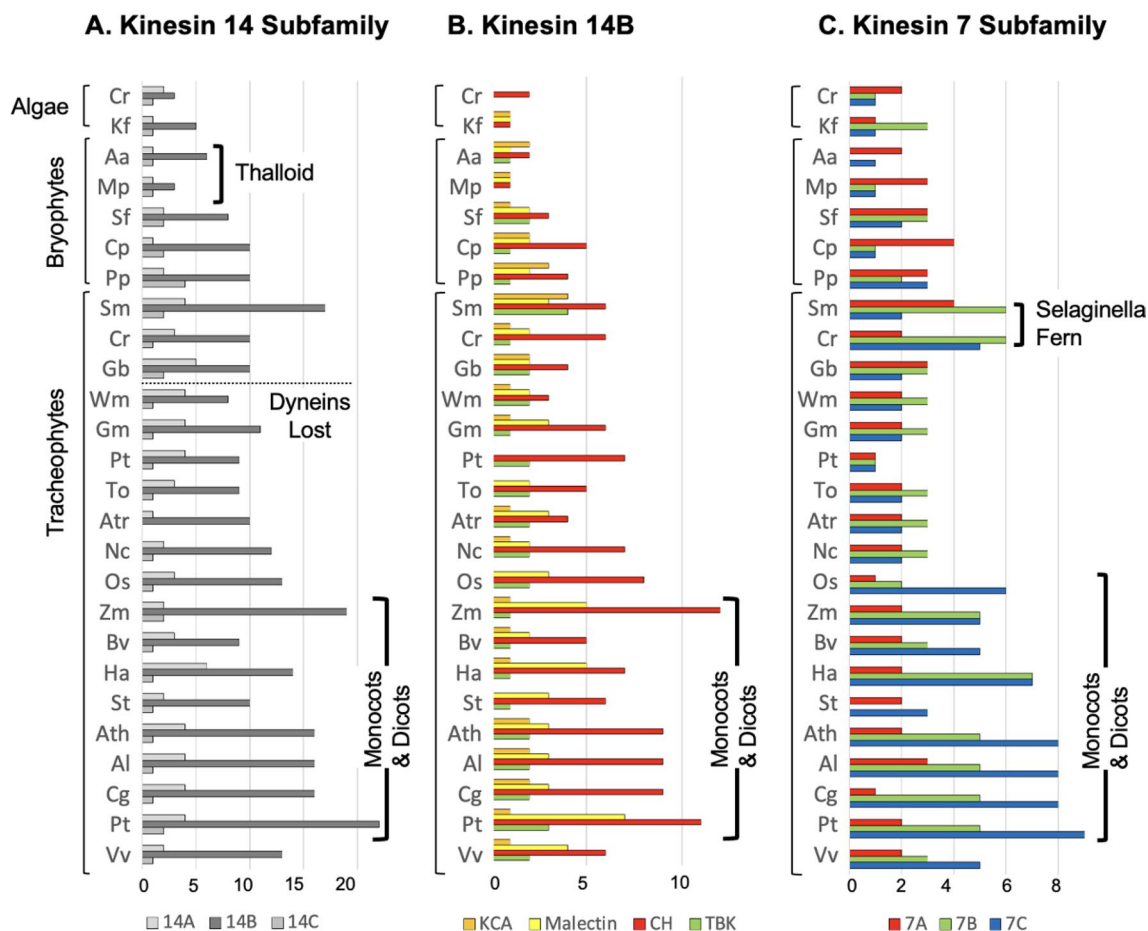 A. Kinesin 14 Subfamily
B. Kinesin 14B
C. Kinesin 7 Subfamily
Algae
Bryophytes
Tracheophytes
Cr
Kf
Aa
Mp
Sf
Cp
Pp
Sm
Cr
Gb
Wm
Gm
Pt
To
Atr
Nc
Os
Zm
Bv
Ha
St
Ath
Al
Cg
Pt
Vv
Thalloid
Dyneins
Lost
Monocots
& Dicots
0 5 10 15 20
14A 14B 14C
Cr
Kf
Aa
Mp
Sf
Cp
Pp
Sm
Cr
Gb
Wm
Gm
Pt
To
Atr
Nc
Os
Zm
Bv
Ha
St
Ath
Al
Cg
Pt
Vv
Monocots
& Dicots
0 5 10
KCA Malectin CH TBK
Cr
Kf
Aa
Mp
Sf
Cp
Pp
Sm
Cr
Gb
Wm
Gm
Pt
To
Atr
Nc
Os
Zm
Bv
Ha
St
Ath
Al
Cg
Pt
Vv
Selaginella
Fern
Monocots
& Dicots
0 2 4 6 8
7A 7B 7C